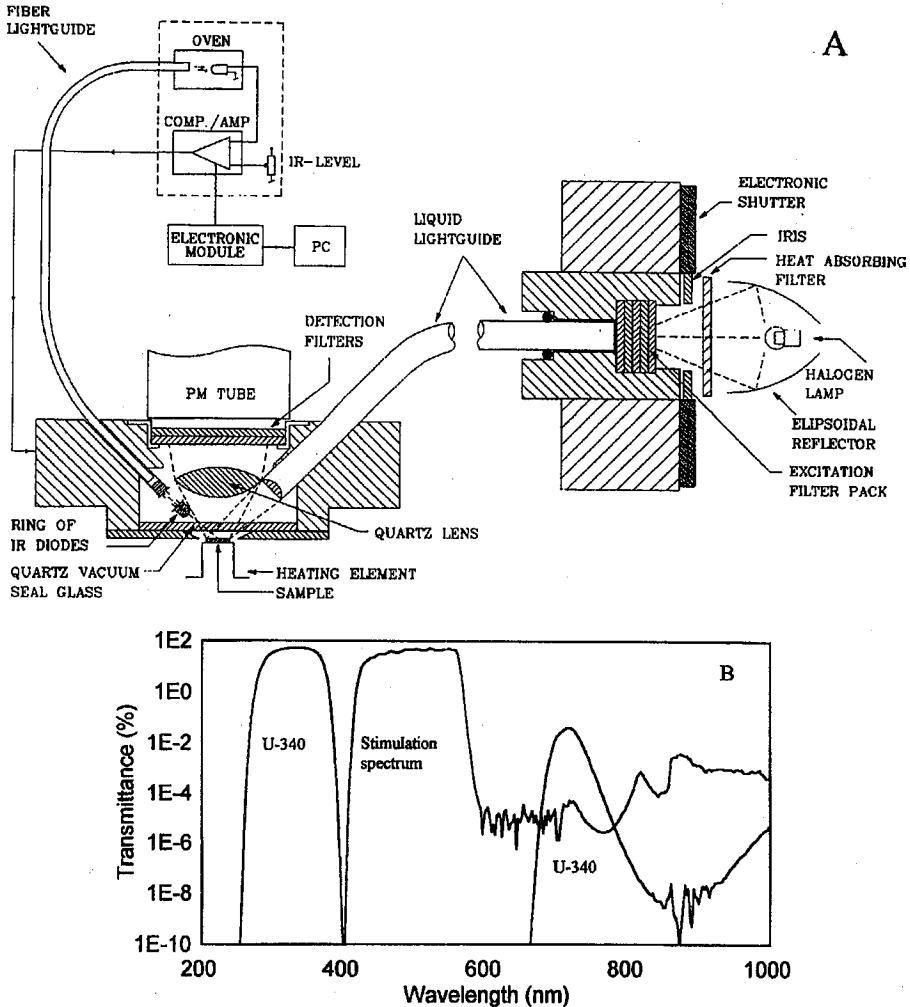 FIBER
LIGHTGUIDE
OVEN
A
COMP./AMP
IR-LEVEL
ELECTRONIC
MODULE
PC
LIQUID
LIGHTGUIDE
ELECTRONIC
SHUTTER
IRIS
HEAT ABSORBING
FILTER
DETECTION
FILTERS
PM TUBE
HALOGEN
LAMP
ELIPSOIDAL
REFLECTOR
EXCITATION
FILTER PACK
RING OF
IR DIODES
QUARTZ LENS
QUARTZ VACUUM
SEAL GLASS
HEATING ELEMENT
SAMPLE
B
1E2
1E0
1E-2
1E-4
1E-6
1E-8
1E-10
Transmittance (%)
U-340
Stimulation
spectrum
U-340
200
400
600
800
1000
Wavelength (nm)